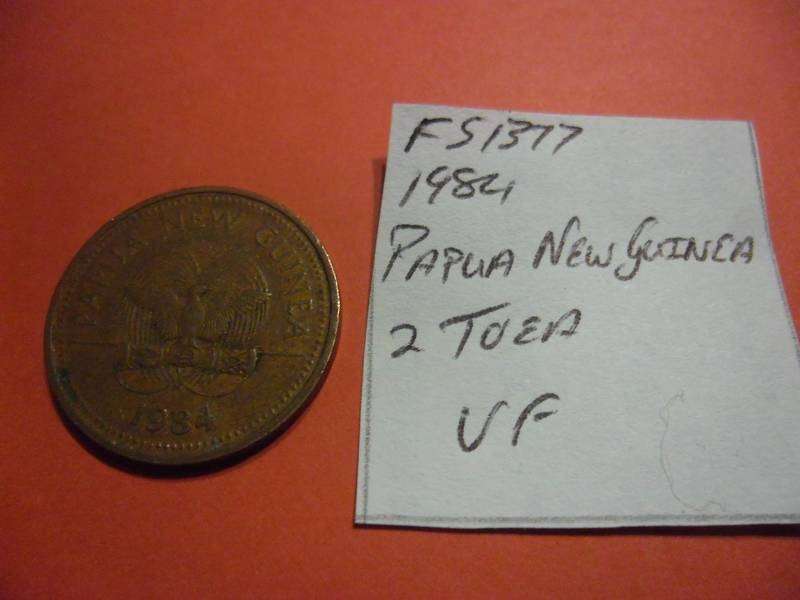 PAPUA NEW GUINEA
1984
FS1377
1984
PAPUA NEW GUINEA
2 TOEA
VF